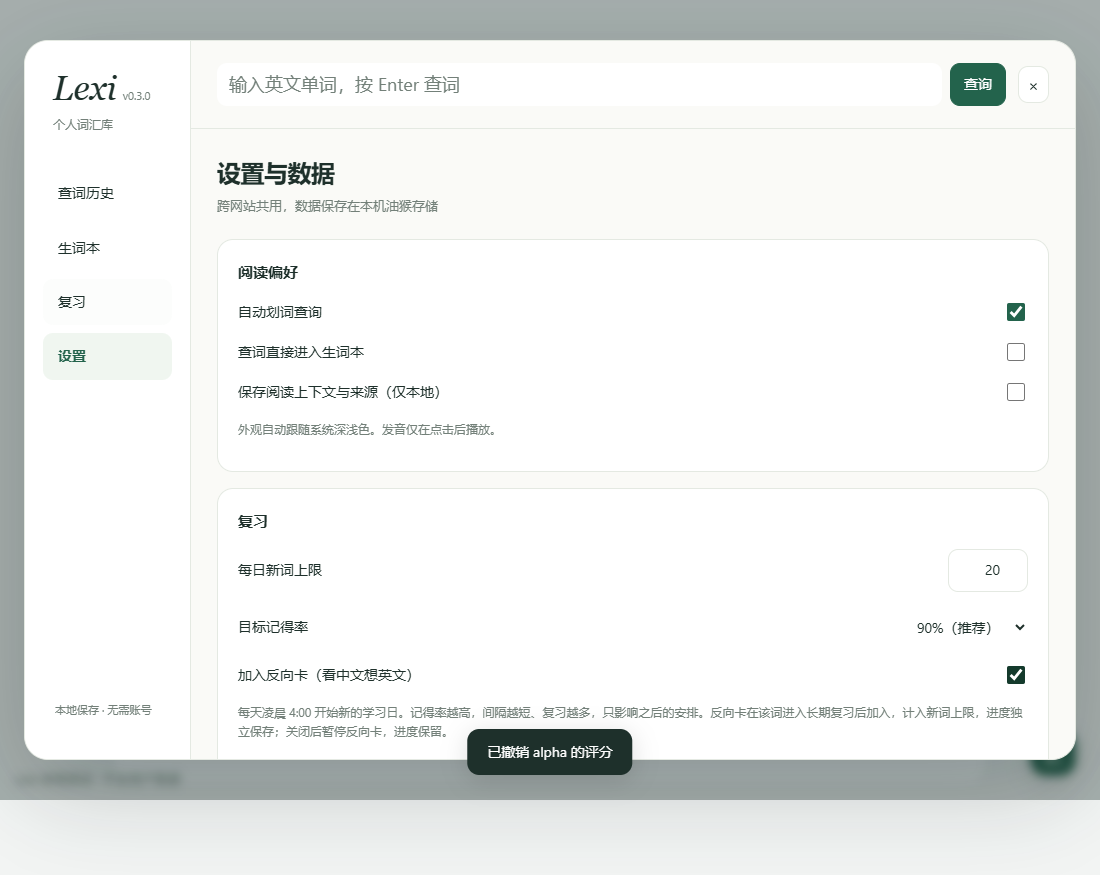 Lexi v0.3.0
个人词汇库
查词历史
生词本
复习
设置
本地保存 · 无需账号
输入英文单词，按 Enter 查词
查询
×
设置与数据
跨网站共用，数据保存在本机油猴存储
阅读偏好
自动划词查询
查词直接进入生词本
保存阅读上下文与来源（仅本地）
外观自动跟随系统深浅色。发音仅在点击后播放。
复习
每日新词上限
20
目标记得率
90%（推荐）
加入反向卡（看中文想英文）
每天凌晨 4:00 开始新的学习日。记得率越高，间隔越短、复习越多，只影响之后的安排。反向卡在该词进入长期复习后加入，计入新词上限，进度独
立保存；关闭后暂停反向卡，进度保留。
已撤销 alpha 的评分